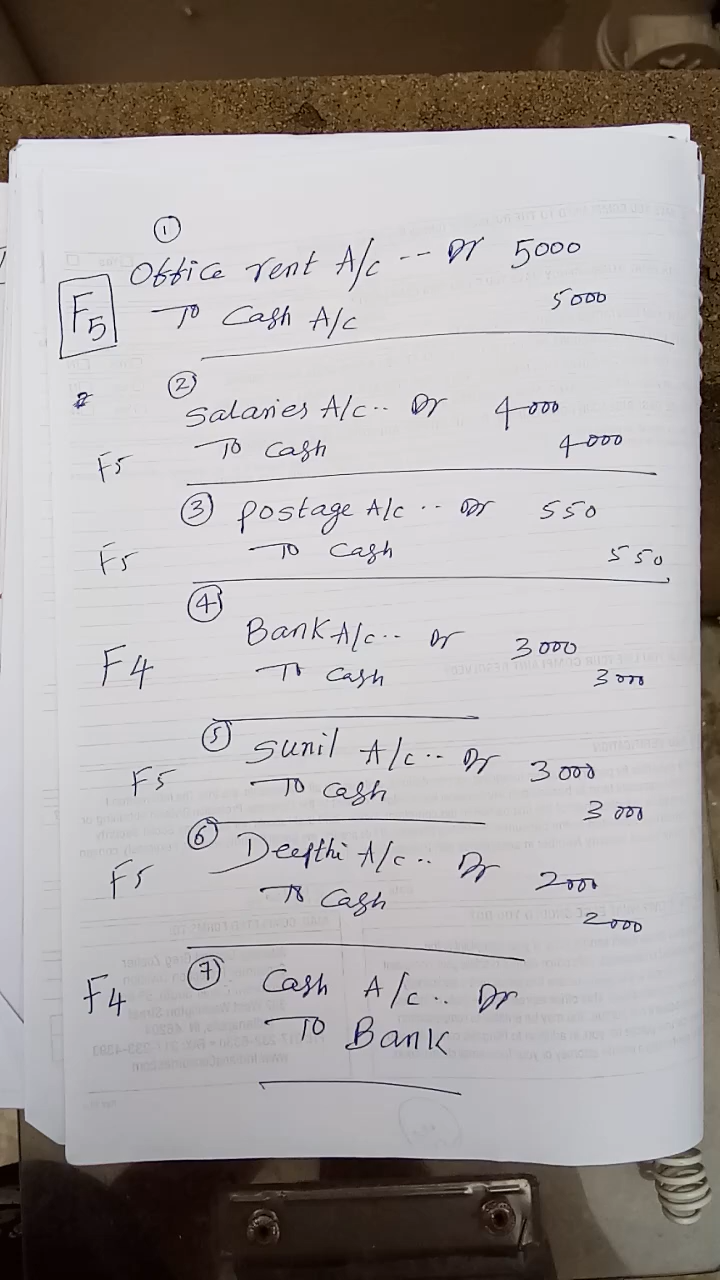 ①
Office rent A/c -- Dr 5000
F5 To Cash A/c 5000
②
Salaries A/c.. Dr 4000
F5 To Cash 4000
③ postage A/c .. Dr 550
F5 To Cash 550
④
Bank A/c.. Dr 3000
F4 To Cash 3000
⑤ Sunil A/c.. Dr 3000
F5 To Cash 3000
⑥ Deepthi A/c.. Dr 2000
F5 To Cash 2000
⑦ Cash A/c.. Dr
F4 To Bank